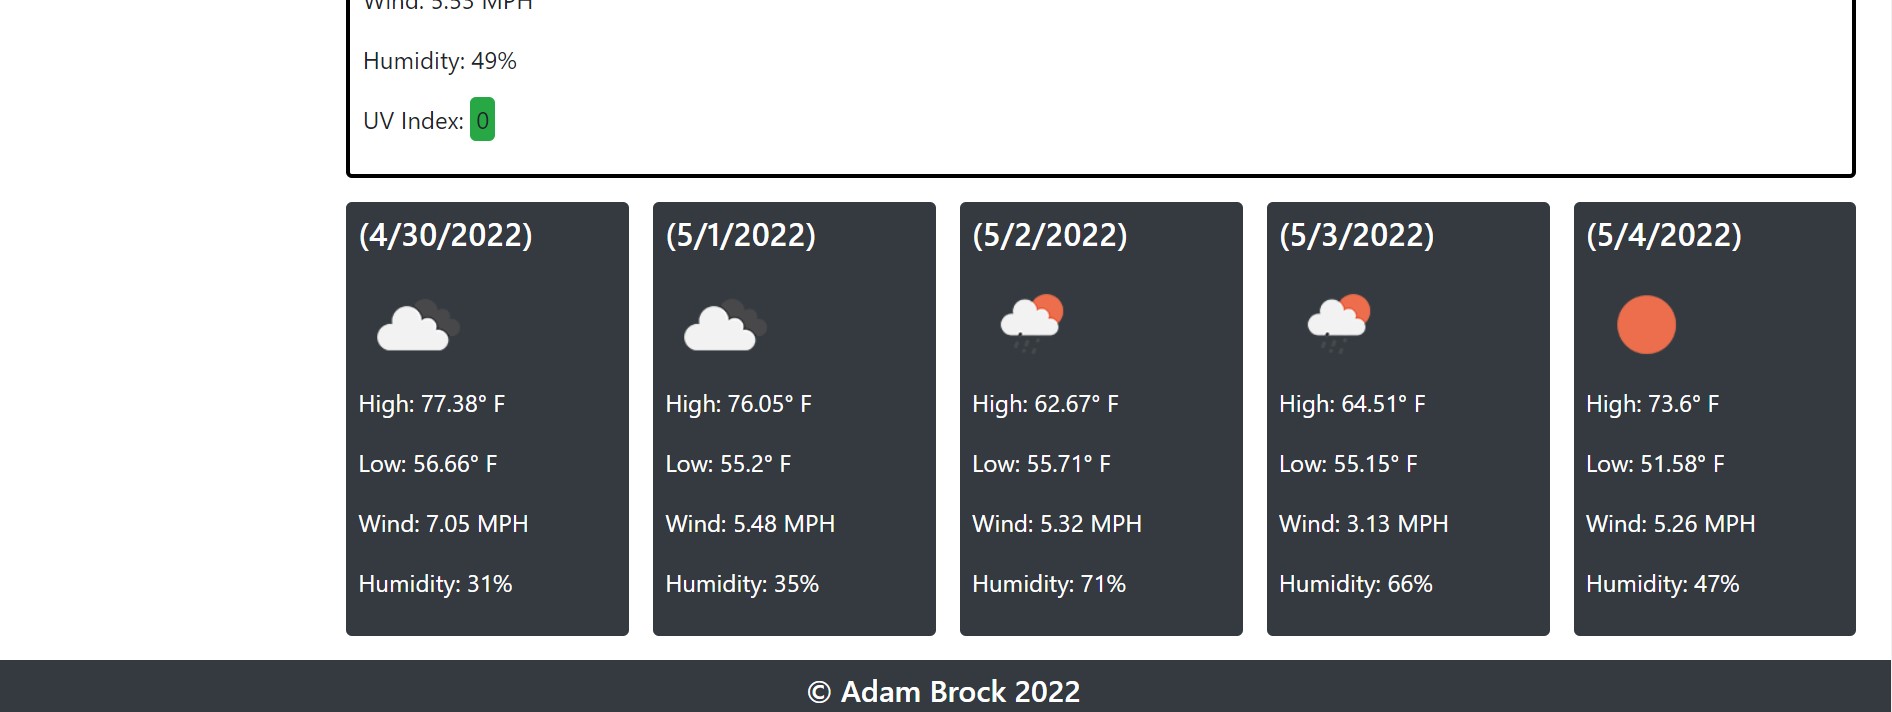 Wind: 5.53 MPH
Humidity: 49%
UV Index: 0
(4/30/2022)
High: 77.38° F
Low: 56.66° F
Wind: 7.05 MPH
Humidity: 31%
(5/1/2022)
High: 76.05° F
Low: 55.2° F
Wind: 5.48 MPH
Humidity: 35%
(5/2/2022)
High: 62.67° F
Low: 55.71° F
Wind: 5.32 MPH
Humidity: 71%
(5/3/2022)
High: 64.51° F
Low: 55.15° F
Wind: 3.13 MPH
Humidity: 66%
(5/4/2022)
High: 73.6° F
Low: 51.58° F
Wind: 5.26 MPH
Humidity: 47%
© Adam Brock 2022